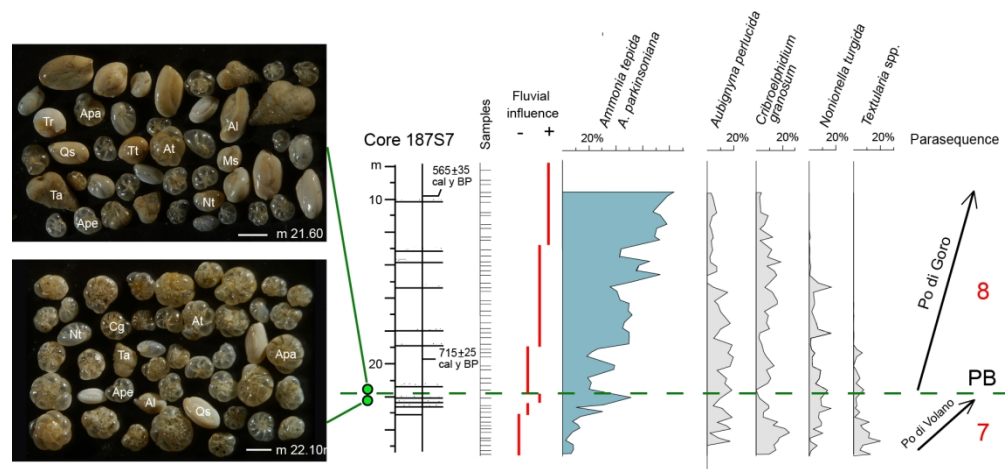 Tr
Apa
Al
Qs
Tt
At
Ms
Ta
Nt
Ape
m 21.60
Nt
Cg
At
Ta
Apa
Ape
Al
Qs
m 22.10m
Core 187S7
m
10
20
565±35
cal y BP
715±25
cal y BP
Samples
Fluvial
influence
- +
Ammonia tepida
A. parkinsoniana
20%
Aubignyna perlucida
20%
Cribroelphidium
granosum
20%
Nonionella turgida
20%
Textularia spp.
20%
Parasequence
Po di Goro
8
PB
Po di Volano
7